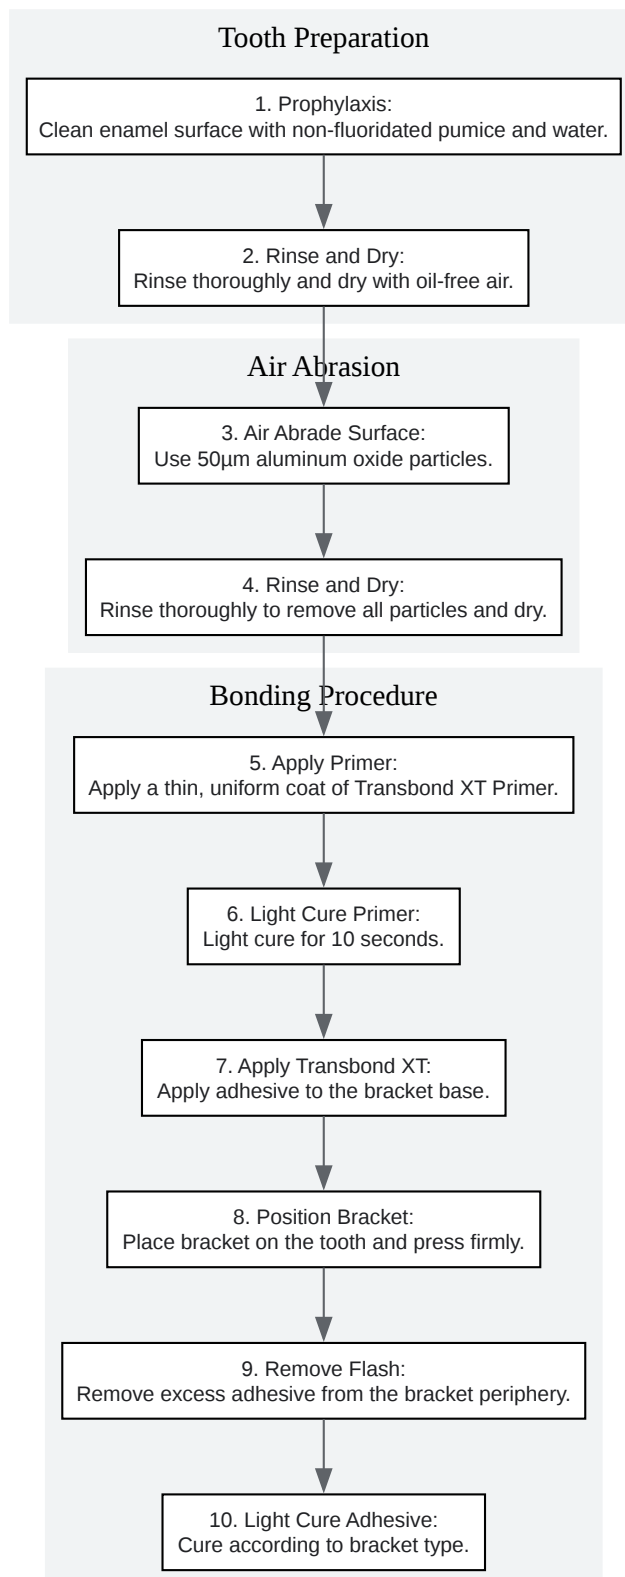 Tooth Preparation
1. Prophylaxis:
Clean enamel surface with non-fluoridated pumice and water.
2. Rinse and Dry:
Rinse thoroughly and dry with oil-free air.
Air Abrasion
3. Air Abrade Surface:
Use 50µm aluminum oxide particles.
4. Rinse and Dry:
Rinse thoroughly to remove all particles and dry.
Bonding Procedure
5. Apply Primer:
Apply a thin, uniform coat of Transbond XT Primer.
6. Light Cure Primer:
Light cure for 10 seconds.
7. Apply Transbond XT:
Apply adhesive to the bracket base.
8. Position Bracket:
Place bracket on the tooth and press firmly.
9. Remove Flash:
Remove excess adhesive from the bracket periphery.
10. Light Cure Adhesive:
Cure according to bracket type.